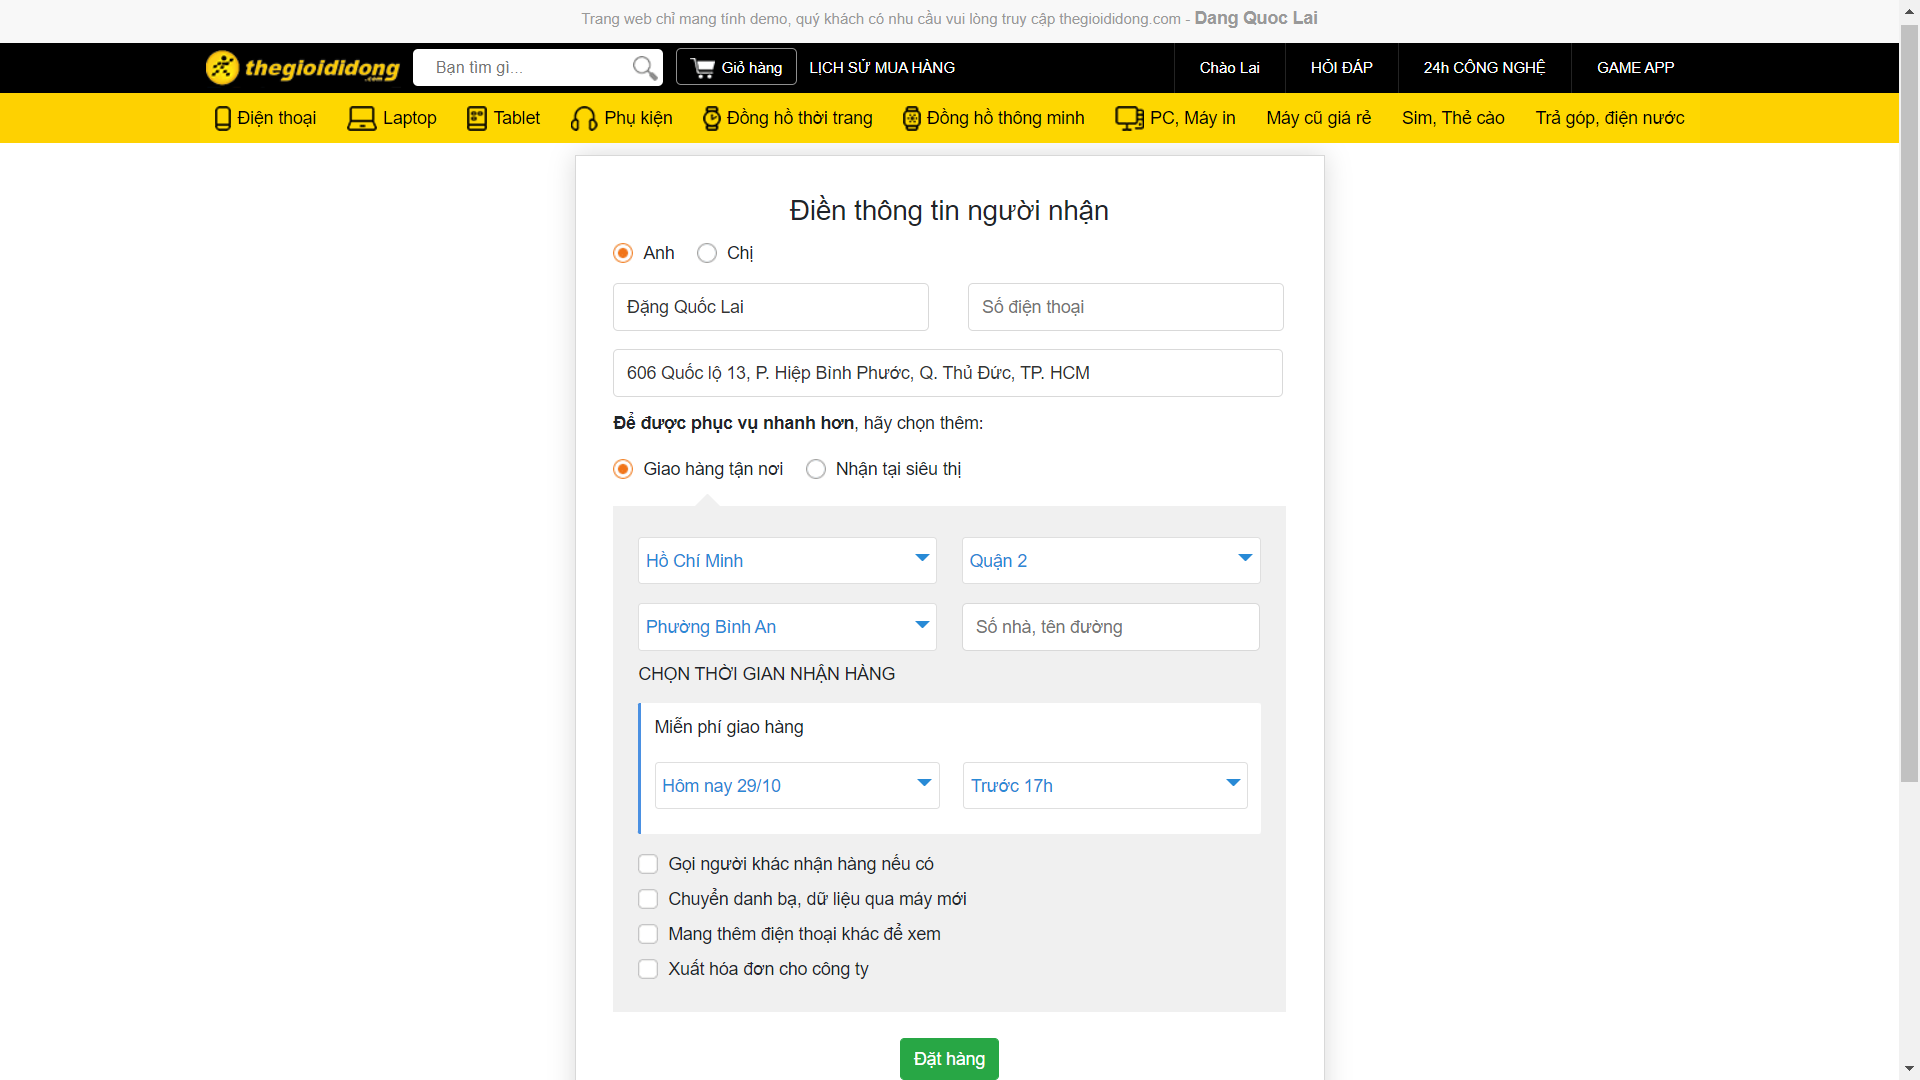 Trang web chỉ mang tính demo, quý khách có nhu cầu vui lòng truy cập thegioididong.com - Dang Quoc Lai
thegioididong.com Bạn tìm gì... Giỏ hàng LỊCH SỬ MUA HÀNG Chào Lai HỎI ĐÁP 24h CÔNG NGHỆ GAME APP
Điện thoại Laptop Tablet Phụ kiện Đồng hồ thời trang Đồng hồ thông minh PC, Máy in Máy cũ giá rẻ Sim, Thẻ cào Trả góp, điện nước
Điền thông tin người nhận
Anh Chị
Đặng Quốc Lai Số điện thoại
606 Quốc lộ 13, P. Hiệp Bình Phước, Q. Thủ Đức, TP. HCM
Để được phục vụ nhanh hơn, hãy chọn thêm:
Giao hàng tận nơi Nhận tại siêu thị
Hồ Chí Minh Quận 2
Phường Bình An Số nhà, tên đường
CHỌN THỜI GIAN NHẬN HÀNG
Miễn phí giao hàng
Hôm nay 29/10 Trước 17h
Gọi người khác nhận hàng nếu có
Chuyển danh bạ, dữ liệu qua máy mới
Mang thêm điện thoại khác để xem
Xuất hóa đơn cho công ty
Đặt hàng